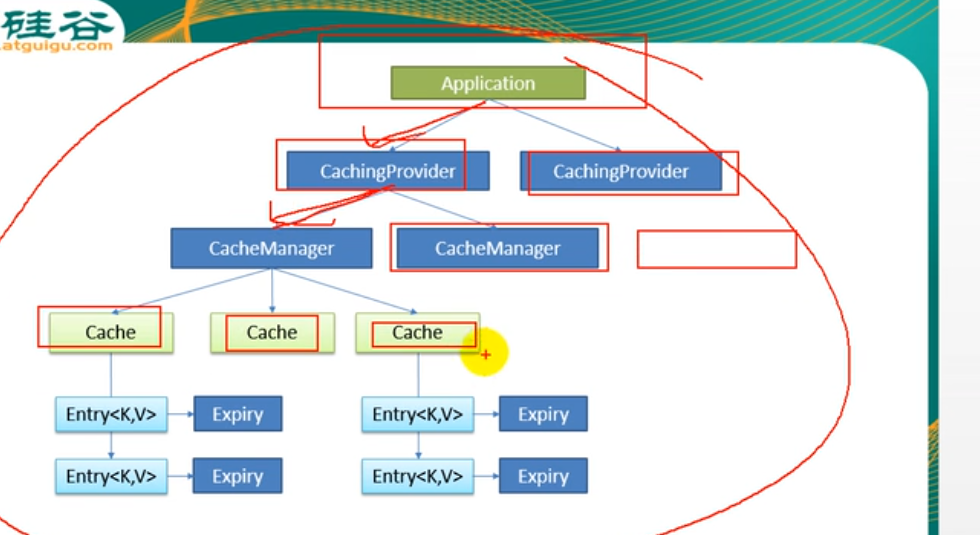 硅谷
atguigu.com
Application
CachingProvider
CachingProvider
CacheManager
CacheManager
Cache
Cache
Cache
Entry<K,V>
Expiry
Entry<K,V>
Expiry
Entry<K,V>
Expiry
Entry<K,V>
Expiry